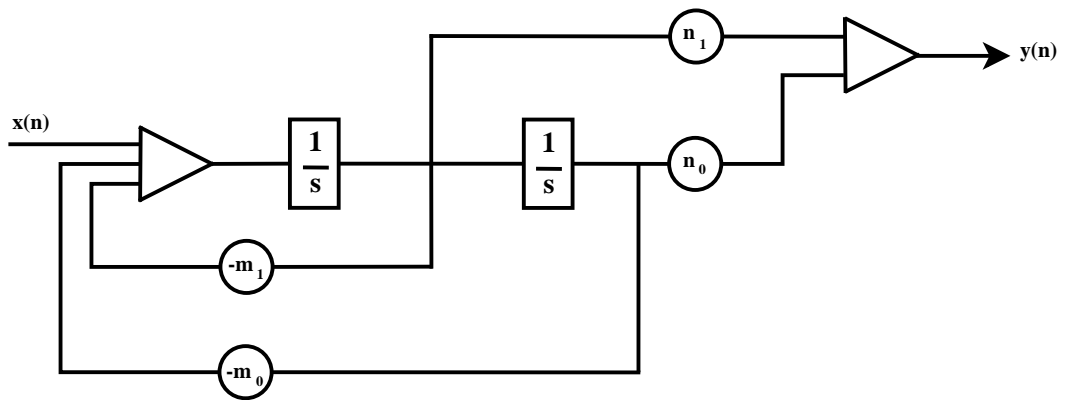 n₁
y(n)
x(n)
1
s
1
s
n₀
-m₁
-m₀